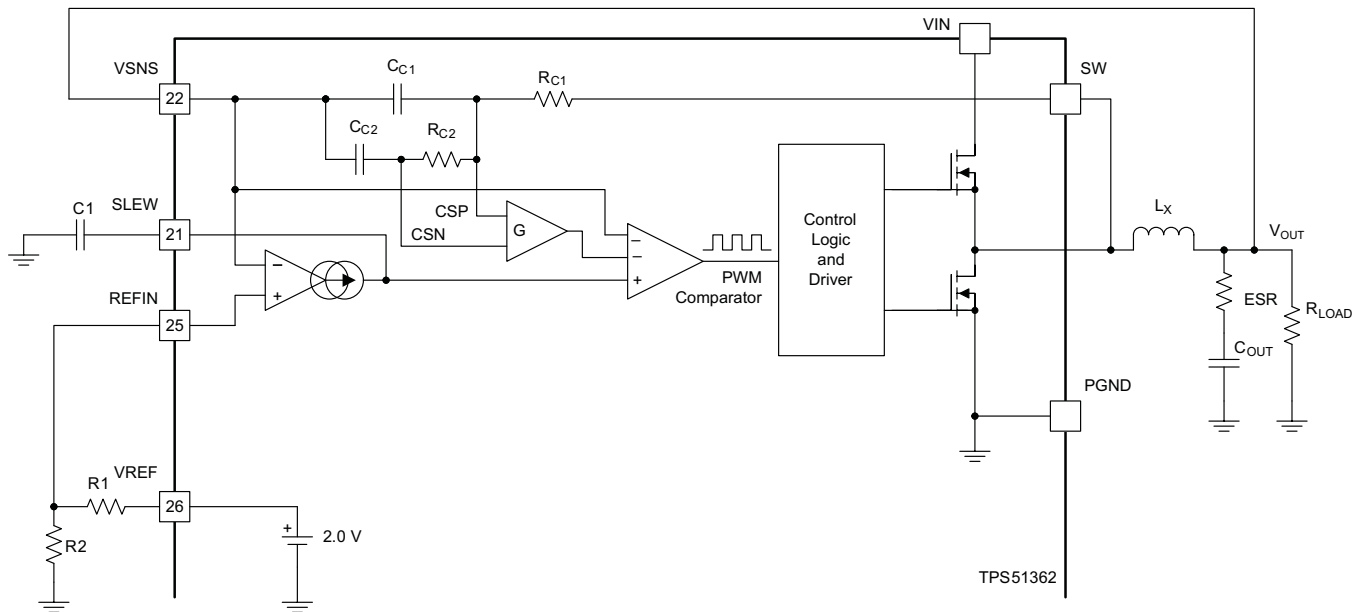 VIN
VSNS
SW
22
CC1
RC1
CC2
RC2
C1
SLEW
21
CSP
CSN
G
−
−
+
PWM
Comparator
Control
Logic
and
Driver
LX
VOUT
−
+
REFIN
25
ESR
RLOAD
COUT
PGND
VREF
R1
26
R2
+
2.0 V
TPS51362